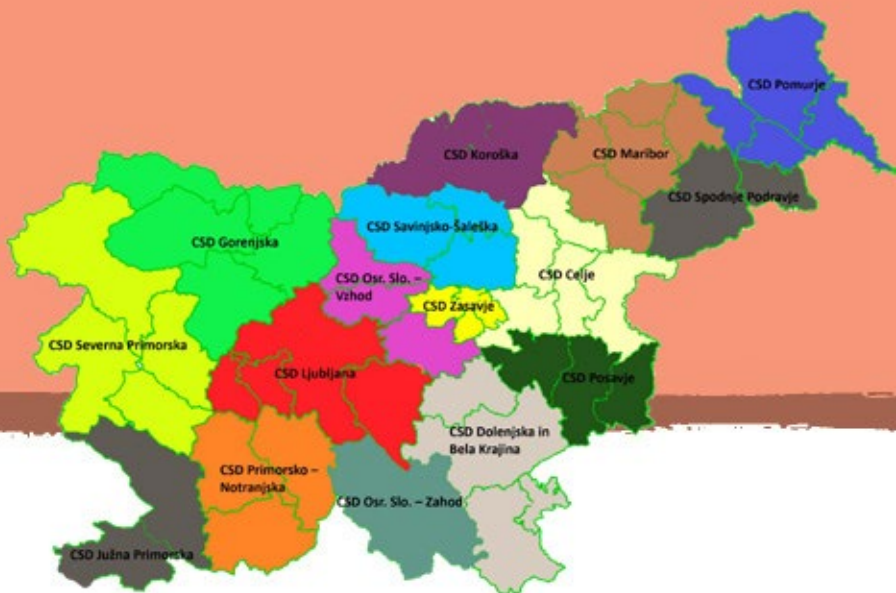 CSD Pomurje
CSD Koroška
CSD Maribor
CSD Spodnje Podravje
CSD Savinjsko-Šaleška
CSD Gorenjska
CSD Osr. Slo. –
Vzhod
CSD Celje
CSD Zasavje
CSD Severna Primorska
CSD Ljubljana
CSD Posavje
CSD Dolenjska in
Bela Krajina
CSD Primorsko –
Notranjska
CSD Osr. Slo. – Zahod
CSD Južna Primorska